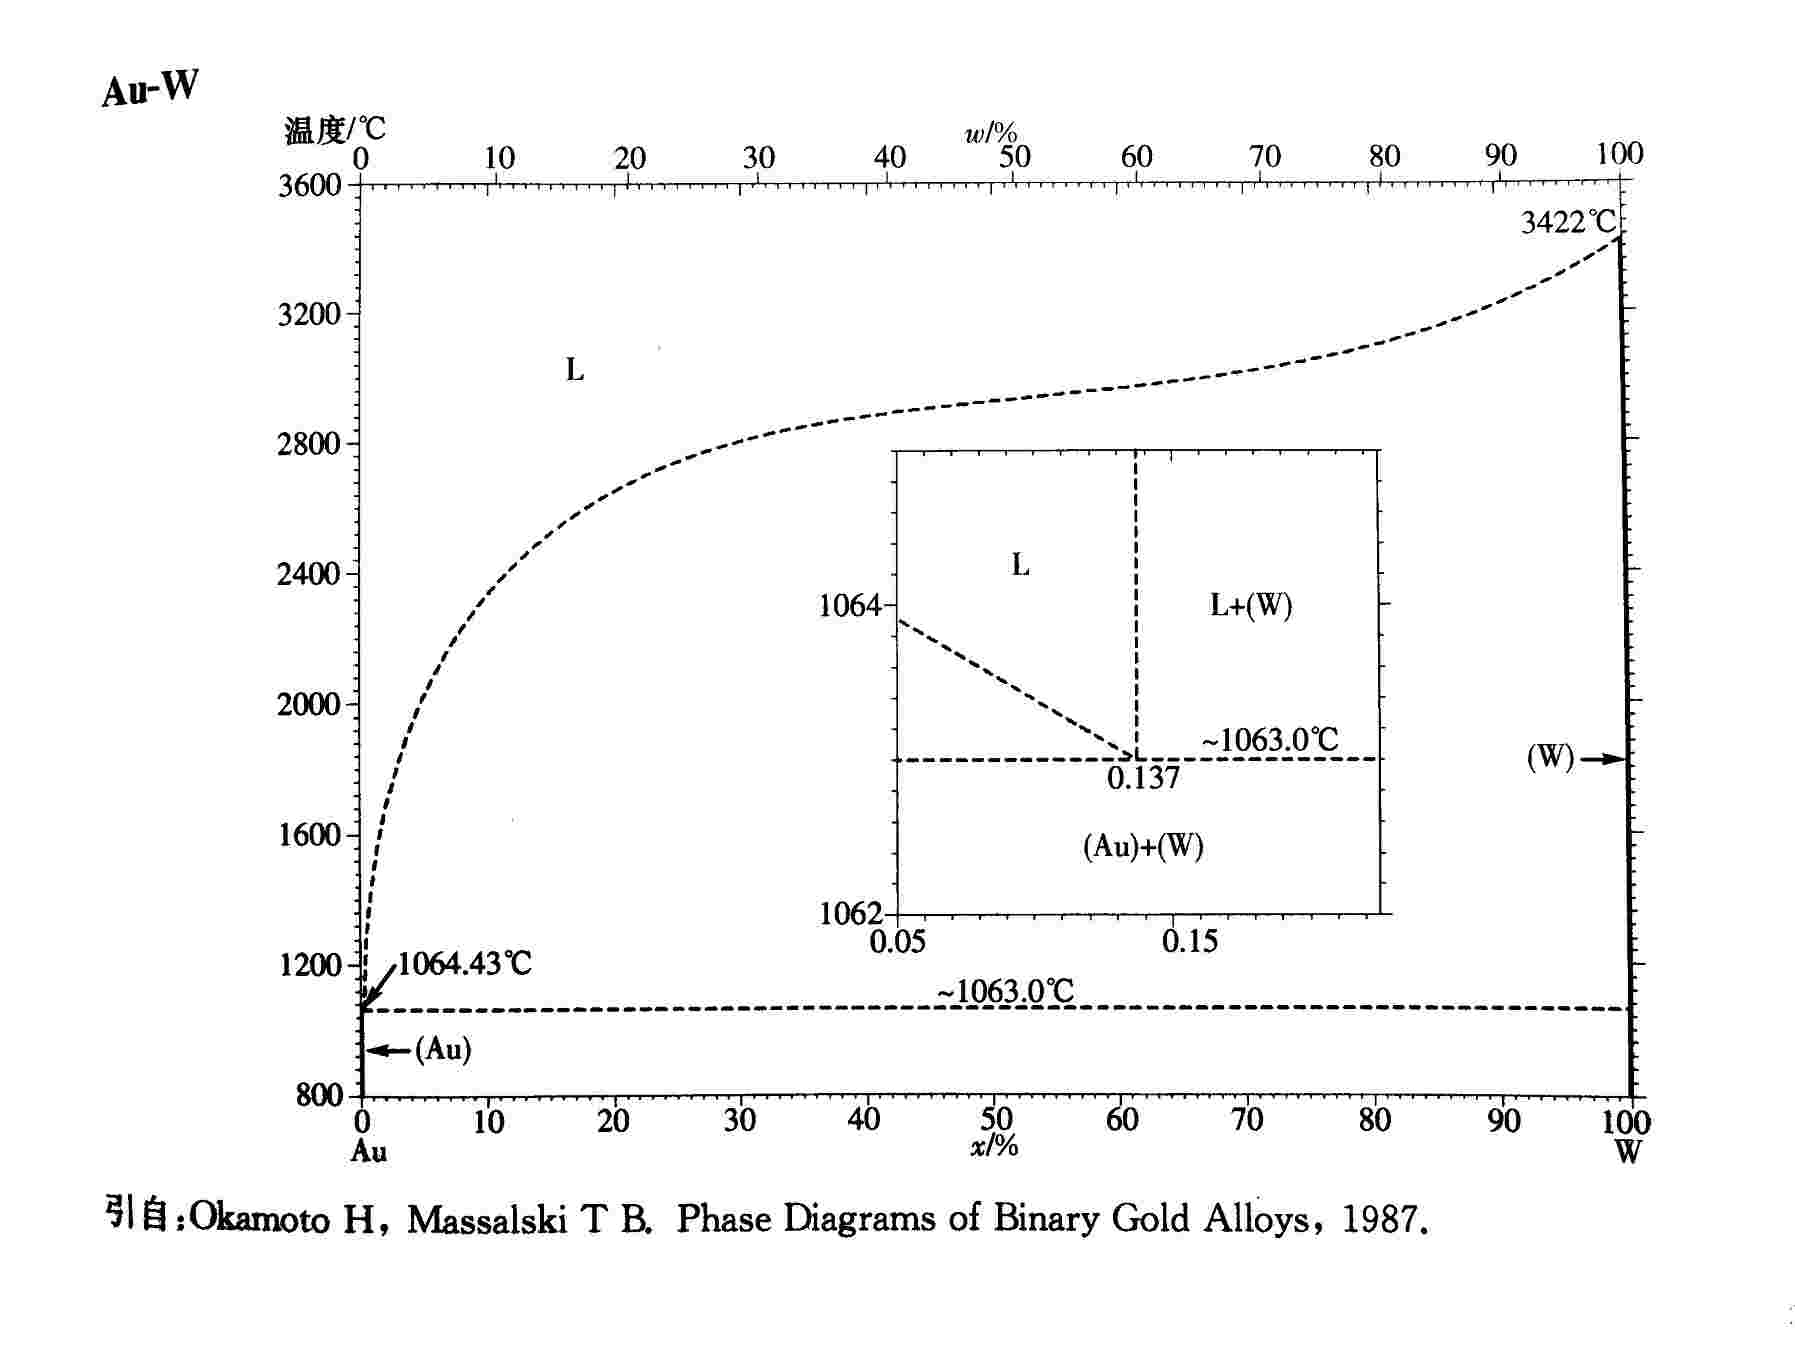 Au-W
温度/℃
w/%
0 10 20 30 40 50 60 70 80 90 100
3600
3422℃
3200
L
2800
L
2400
1064
L+(W)
2000
~1063.0℃
(W)
0.137
1600
(Au)+(W)
1062
0.05 0.15
1200
1064.43℃
~1063.0℃
(Au)
800
0 10 20 30 40 50 60 70 80 90 100
Au x/% W
引自:Okamoto H, Massalski T B. Phase Diagrams of Binary Gold Alloys, 1987.